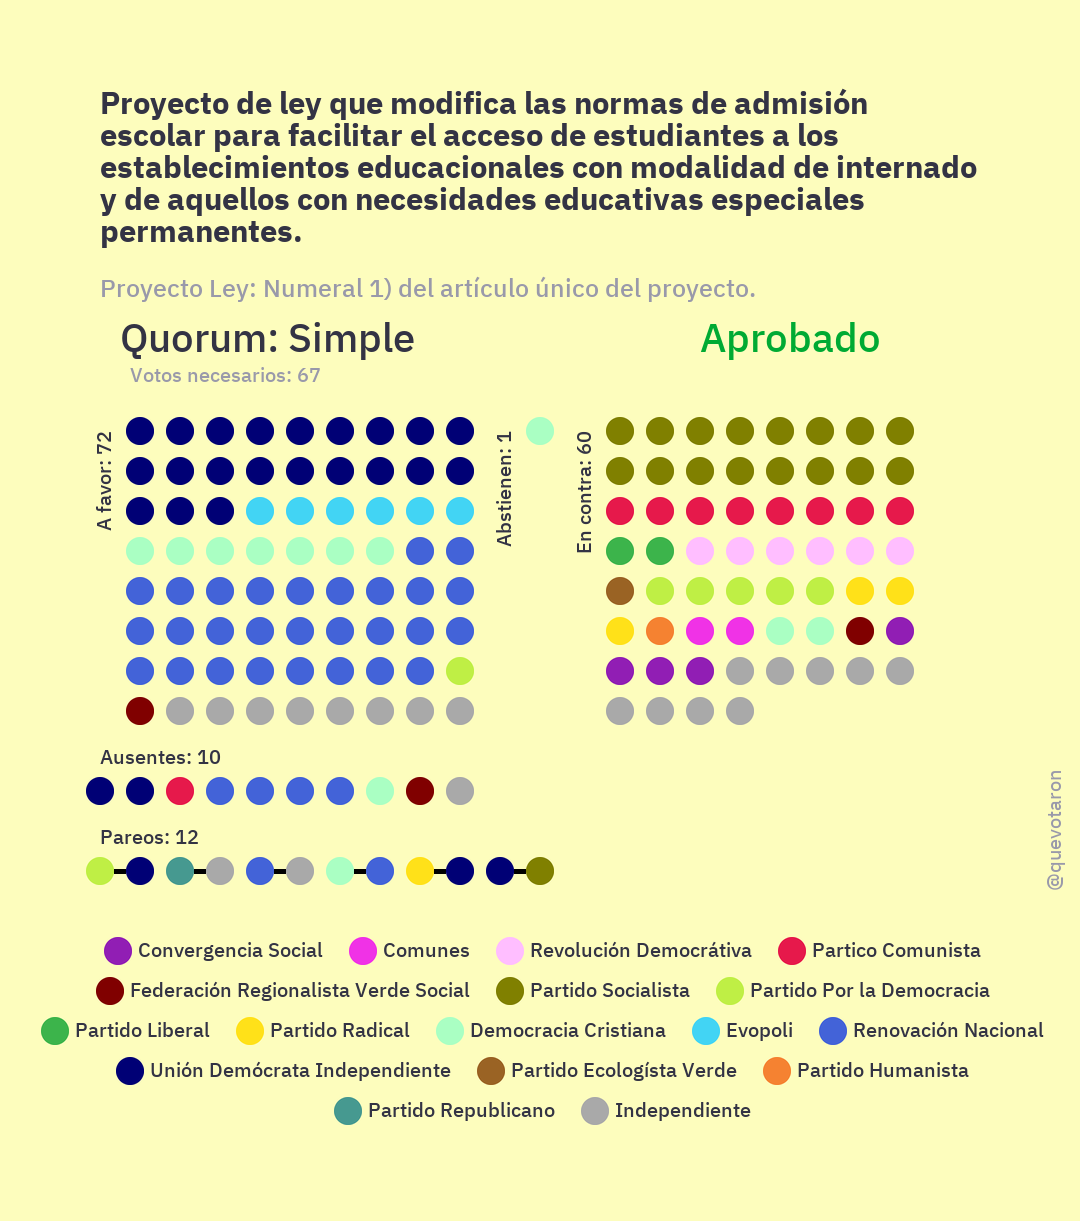 Proyecto de ley que modifica las normas de admisión
escolar para facilitar el acceso de estudiantes a los
establecimientos educacionales con modalidad de internado
y de aquellos con necesidades educativas especiales
permanentes.
Proyecto Ley: Numeral 1) del artículo único del proyecto.
Quorum: Simple
Aprobado
Votos necesarios: 67
A favor: 72
Abstienen: 1
En contra: 60
Ausentes: 10
Pareos: 12
@quevotaron
Convergencia Social Comunes Revolución Democrátiva Partico Comunista
Federación Regionalista Verde Social Partido Socialista Partido Por la Democracia
Partido Liberal Partido Radical Democracia Cristiana Evopoli Renovación Nacional
Unión Demócrata Independiente Partido Ecologísta Verde Partido Humanista
Partido Republicano Independiente